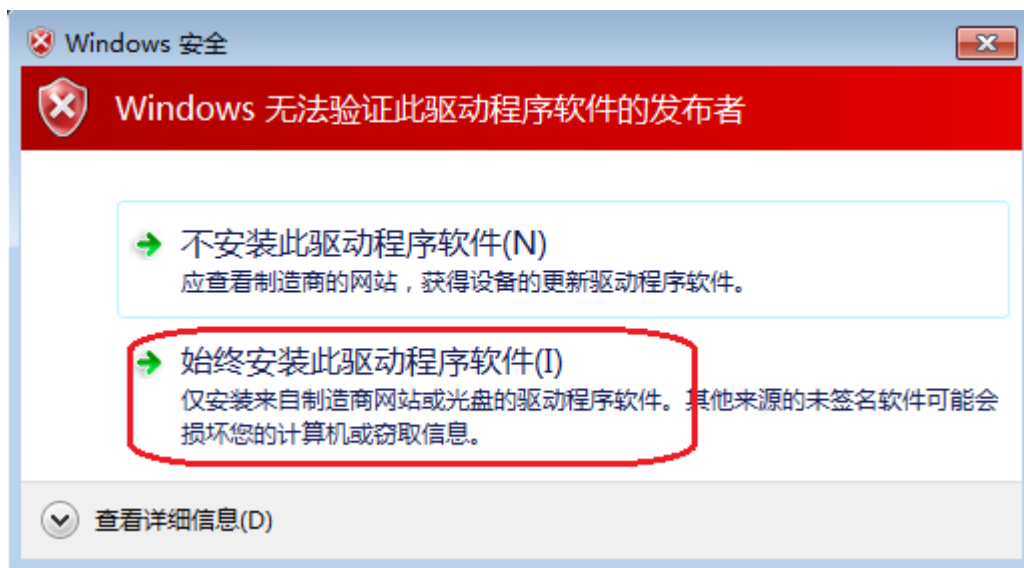 Windows 安全
Windows 无法验证此驱动程序软件的发布者
不安装此驱动程序软件(N)
应查看制造商的网站，获得设备的更新驱动程序软件。
始终安装此驱动程序软件(I)
仅安装来自制造商网站或光盘的驱动程序软件。其他来源的未签名软件可能会
损坏您的计算机或窃取信息。
查看详细信息(D)